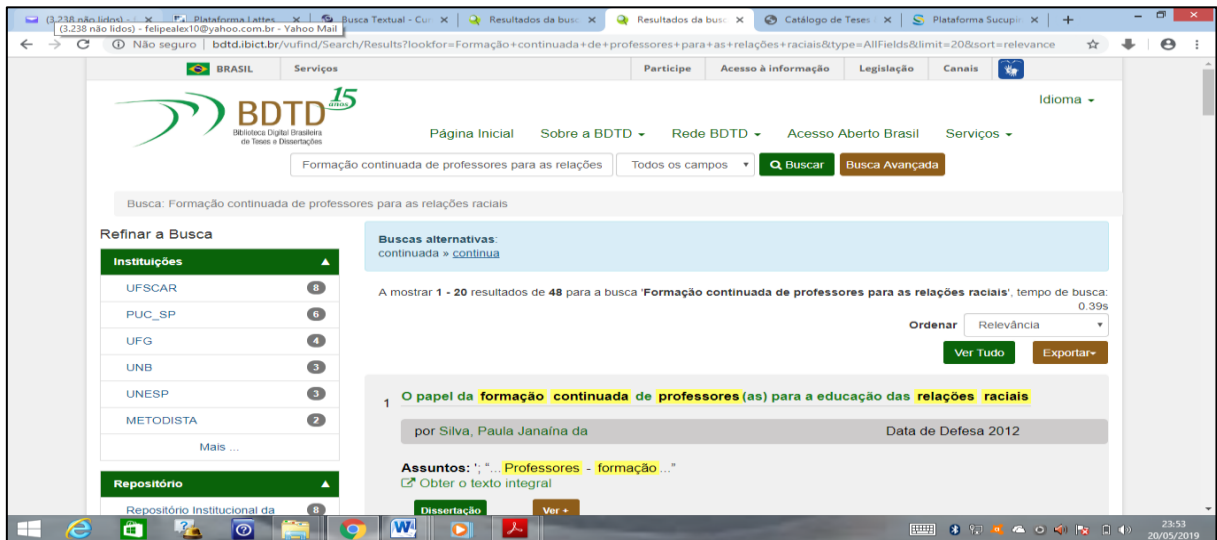 (3.238 não lidos) - f
Plataforma Lattes
Busca Textual - Cur
Resultados da busc
Resultados da busc
Catálogo de Teses
Plataforma Sucupir
(3.238 não lidos) - felipealex10@yahoo.com.br - Yahoo Mail
Não seguro | bdtd.ibict.br/vufind/Search/Results?lookfor=Formação+continuada+de+professores+para+as+relações+raciais&type=AllFields&limit=20&sort=relevance
BRASIL Serviços Participe Acesso à informação Legislação Canais
BDTD 15 anos
Biblioteca Digital Brasileira
de Teses e Dissertações
Idioma
Página Inicial Sobre a BDTD Rede BDTD Acesso Aberto Brasil Serviços
Formação continuada de professores para as relações Todos os campos Buscar Busca Avançada
Busca: Formação continuada de professores para as relações raciais
Refinar a Busca
Instituições
UFSCAR 8
PUC_SP 6
UFG 4
UNB 3
UNESP 3
METODISTA 2
Mais ...
Repositório
Repositório Institucional da 8
Buscas alternativas:
continuada » continua
A mostrar 1 - 20 resultados de 48 para a busca 'Formação continuada de professores para as relações raciais', tempo de busca:
0.39s
Ordenar Relevância
Ver Tudo Exportar
1 O papel da formação continuada de professores(as) para a educação das relações raciais
por Silva, Paula Janaína da Data de Defesa 2012
Assuntos: '; "... Professores - formação ..."
Obter o texto integral
Dissertação Ver +
23:53
20/05/2019